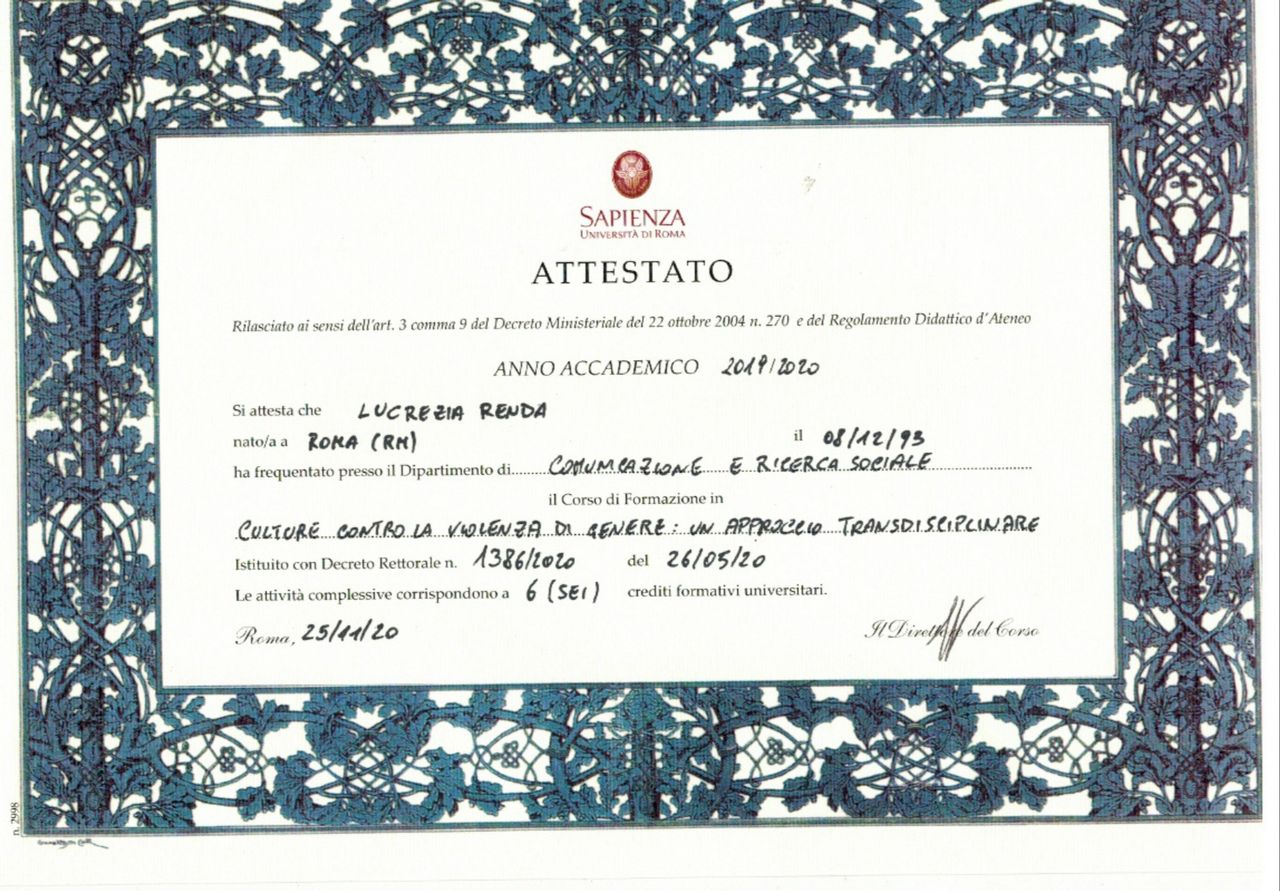 SAPIENZA
UNIVERSITÀ DI ROMA
ATTESTATO
Rilasciato ai sensi dell'art. 3 comma 9 del Decreto Ministeriale del 22 ottobre 2004 n. 270 e del Regolamento Didattico d'Ateneo
ANNO ACCADEMICO 2019/2020
Si attesta che LUCREZIA RENDA
nato/a a ROMA (RM) il 08/12/93
ha frequentato presso il Dipartimento di COMUNICAZIONE E RICERCA SOCIALE
il Corso di Formazione in
CULTURE CONTRO LA VIOLENZA DI GENERE: UN APPROCCIO TRANSDISCIPLINARE
Istituito con Decreto Rettorale n. 1386/2020 del 26/05/20
Le attività complessive corrispondono a 6 (SEI) crediti formativi universitari.
Roma, 25/11/20 Il Direttore del Corso
n. 2998